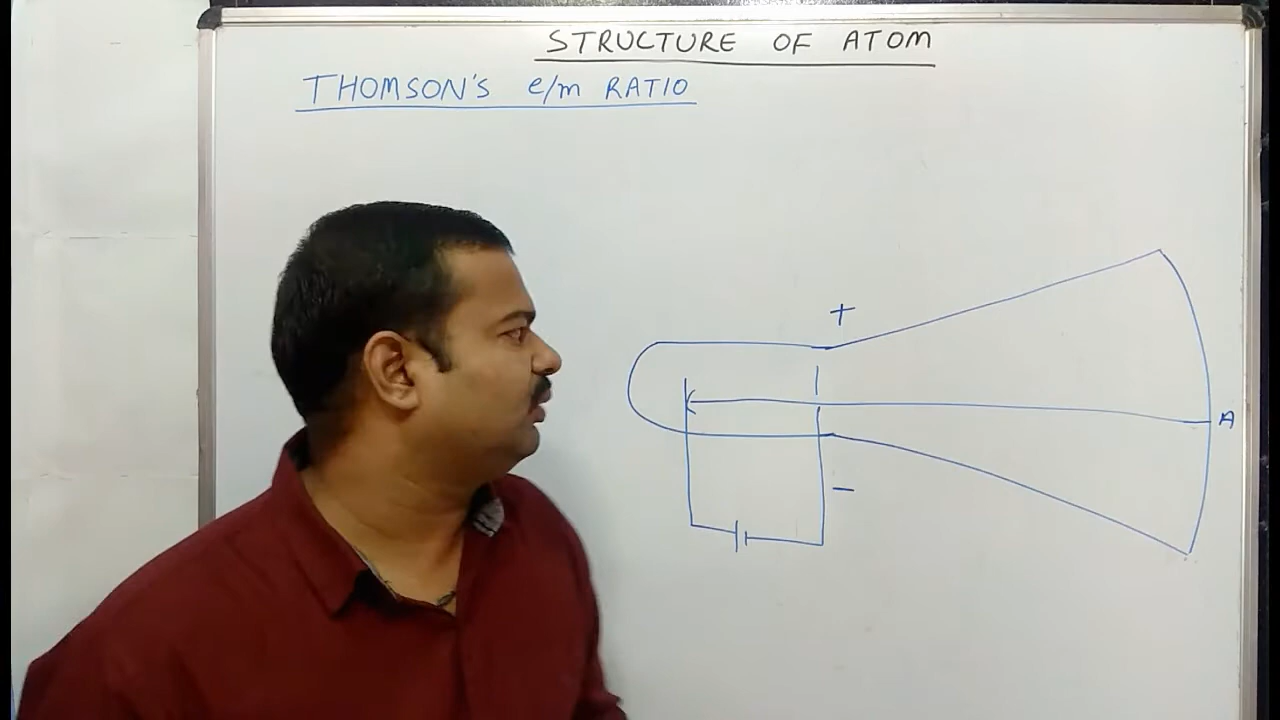 STRUCTURE OF ATOM
THOMSON'S e/m RATIO
+
A
−